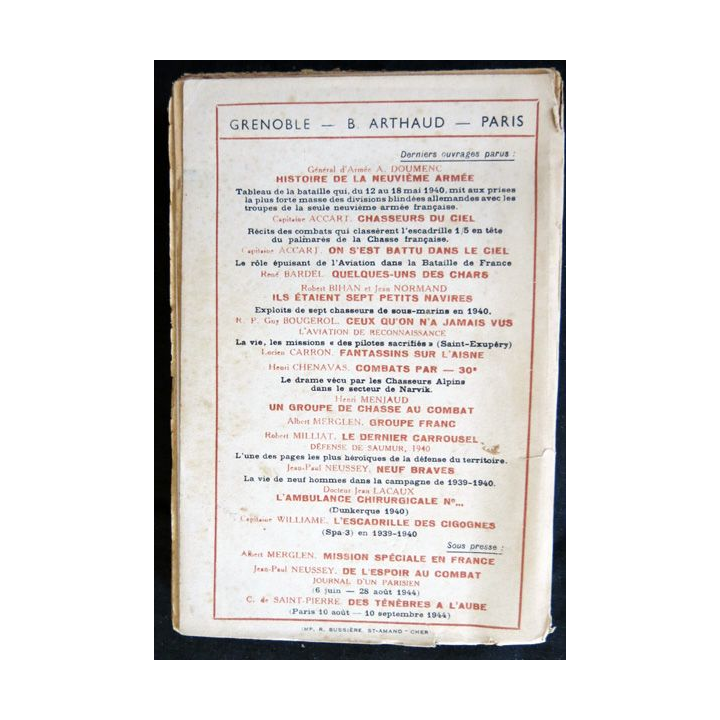 GRENOBLE — B. ARTHAUD — PARIS
Derniers ouvrages parus :
Général d'Armée A. DOUMENC
HISTOIRE DE LA NEUVIÈME ARMÉE
Tableau de la bataille qui, du 12 au 18 mai 1940, mit aux prises
la plus forte masse des divisions blindées allemandes avec les
troupes de la seule neuvième armée française.
Capitaine ACCART. CHASSEURS DU CIEL
Récits des combats qui classèrent l'escadrille 1/5 en tête
du palmarès de la Chasse française.
Capitaine ACCART. ON S'EST BATTU DANS LE CIEL
Le rôle épuisant de l'Aviation dans la Bataille de France
René BARDEL. QUELQUES-UNS DES CHARS
Robert BIHAN et Jean NORMAND
ILS ÉTAIENT SEPT PETITS NAVIRES
Exploits de sept chasseurs de sous-marins en 1940.
R. P. Guy BOUGEROL. CEUX QU'ON N'A JAMAIS VUS
L'AVIATION DE RECONNAISSANCE
La vie, les missions « des pilotes sacrifiés » (Saint-Exupéry)
Lucien CARRON. FANTASSINS SUR L'AISNE
Henri CHENAVAS. COMBATS PAR — 30°
Le drame vécu par les Chasseurs Alpins
dans le secteur de Narvik.
Henri MENJAUD
UN GROUPE DE CHASSE AU COMBAT
Albert MERGLEN. GROUPE FRANC
Robert MILLIAT. LE DERNIER CARROUSEL
DÉFENSE DE SAUMUR, 1940
L'une des pages les plus héroïques de la défense du territoire.
Jean-Paul NEUSSEY. NEUF BRAVES
La vie de neuf hommes dans la campagne de 1939-1940.
Docteur Jean LACAUX
L'AMBULANCE CHIRURGICALE N°...
(Dunkerque 1940)
Capitaine WILLIAME. L'ESCADRILLE DES CIGOGNES
(Spa-3) en 1939-1940
Sous presse :
Albert MERGLEN. MISSION SPÉCIALE EN FRANCE
Jean-Paul NEUSSEY. DE L'ESPOIR AU COMBAT
JOURNAL D'UN PARISIEN
(6 juin — 28 août 1944)
C. de SAINT-PIERRE. DES TÉNÈBRES A L'AUBE
(Paris 10 août — 10 septembre 1944)
IMP. R. BUSSIÈRE, ST-AMAND - CHER